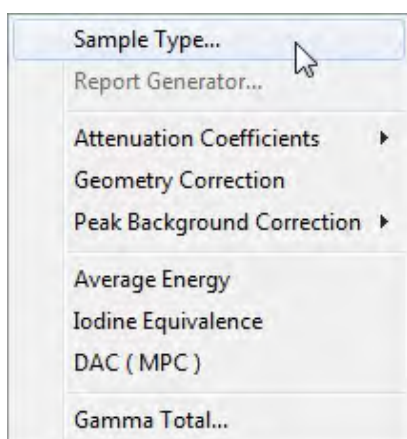 Sample Type...
Report Generator...
Attenuation Coefficients
Geometry Correction
Peak Background Correction
Average Energy
Iodine Equivalence
DAC ( MPC )
Gamma Total...